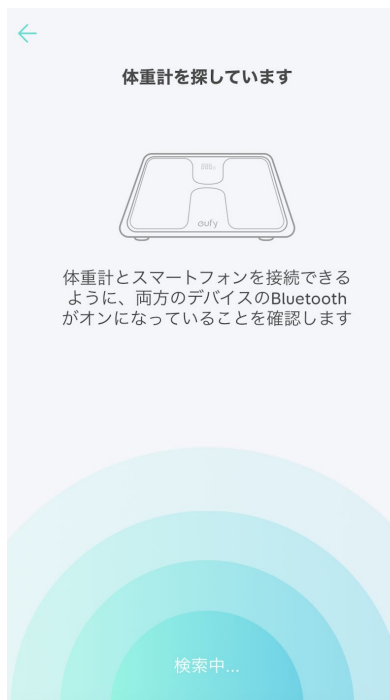 体重計を探しています
eufy
体重計とスマートフォンを接続できる
ように、両方のデバイスのBluetooth
がオンになっていることを確認します
検索中...